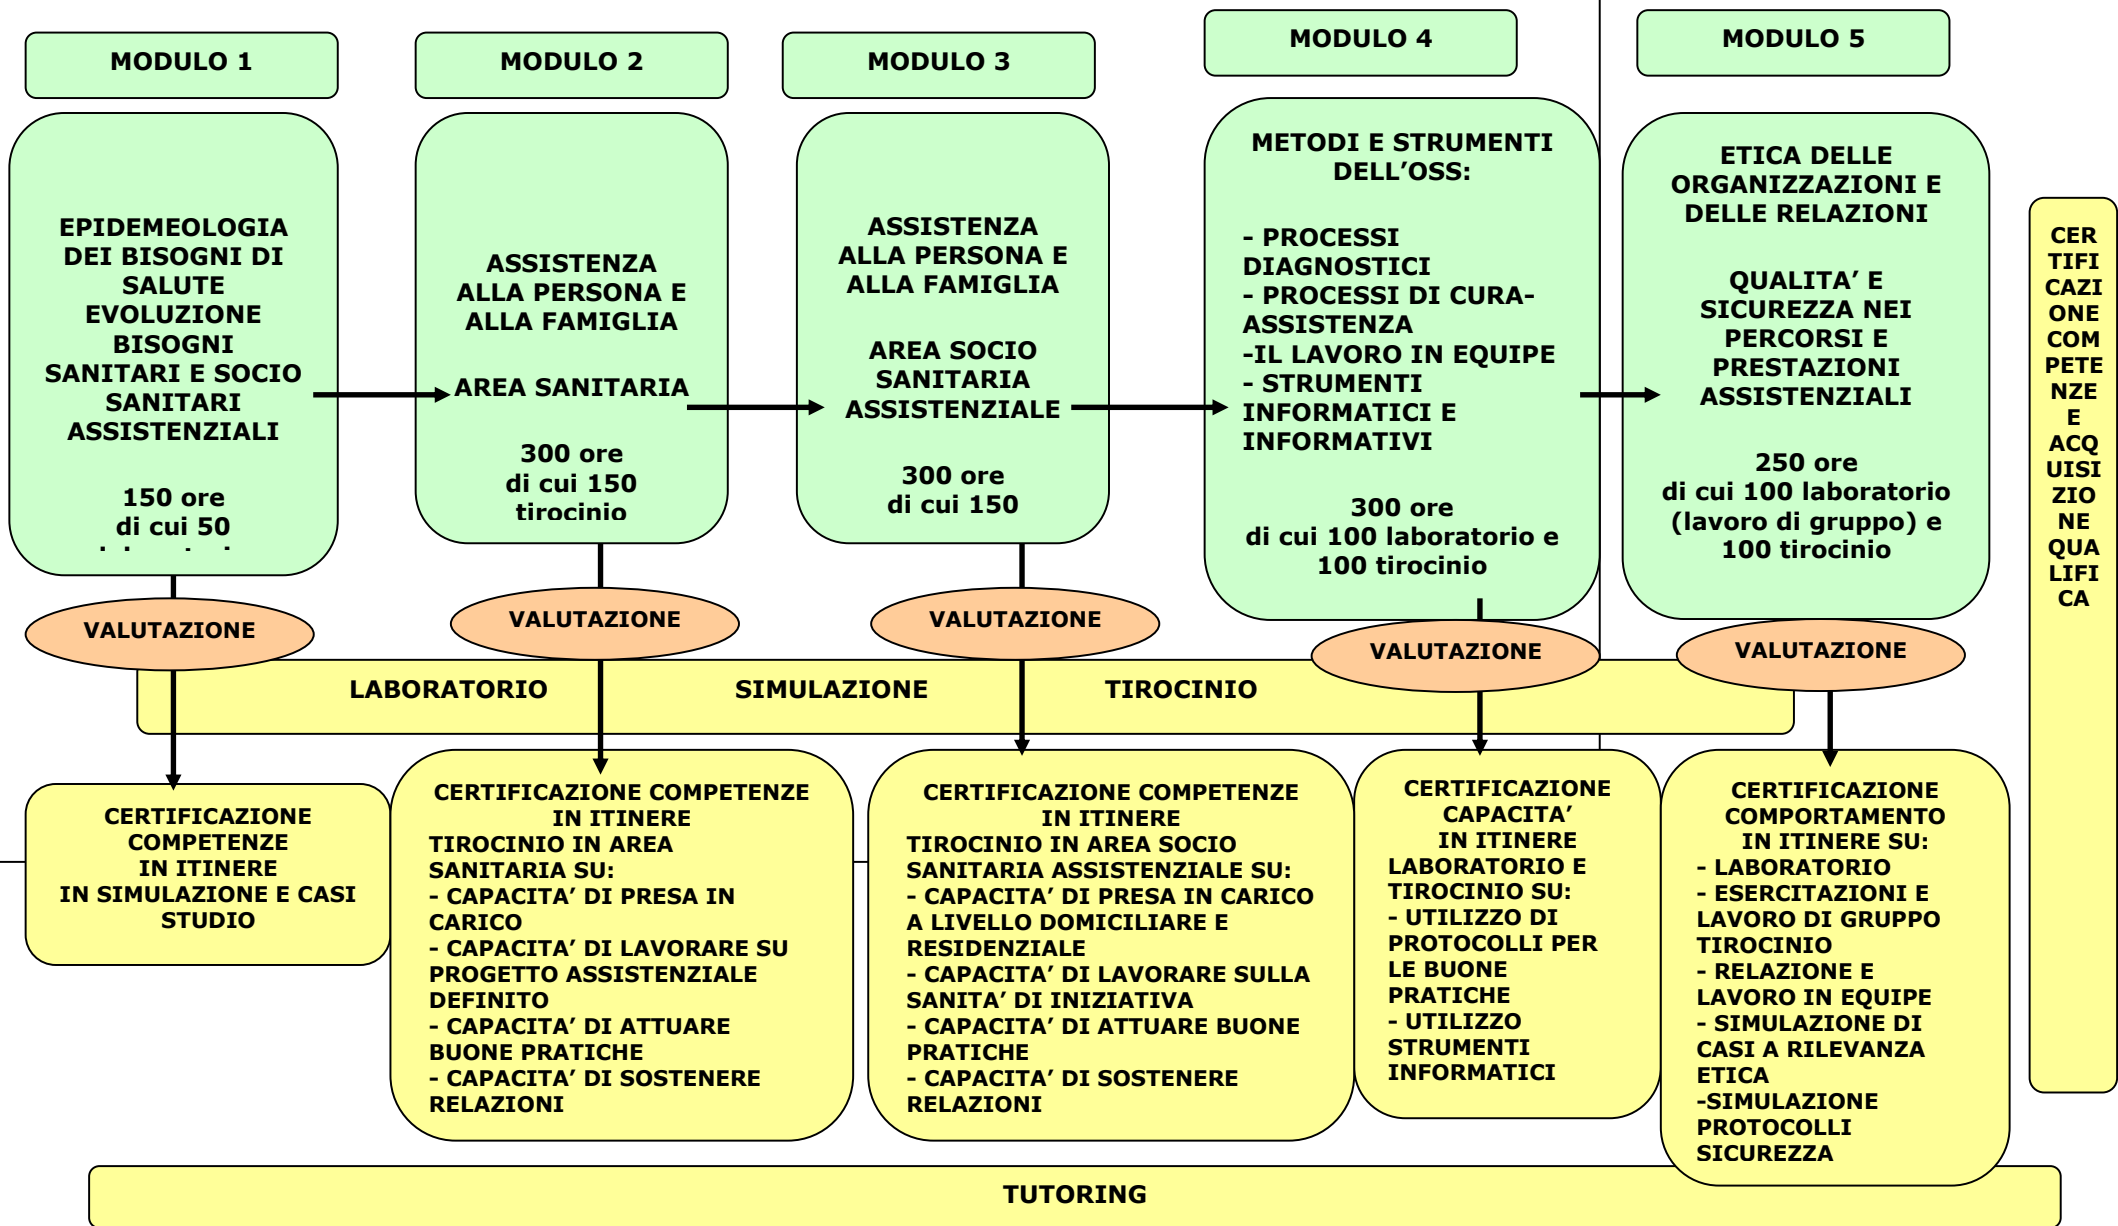 MODULO 1
MODULO 2
MODULO 3
MODULO 4
MODULO 5
EPIDEMEOLOGIA
DEI BISOGNI DI
SALUTE
EVOLUZIONE
BISOGNI
SANITARI E SOCIO
SANITARI
ASSISTENZIALI
150 ore
di cui 50
ASSISTENZA
ALLA PERSONA E
ALLA FAMIGLIA
AREA SANITARIA
300 ore
di cui 150
tirocinio
ASSISTENZA
ALLA PERSONA E
ALLA FAMIGLIA
AREA SOCIO
SANITARIA
ASSISTENZIALE
300 ore
di cui 150
METODI E STRUMENTI
DELL’OSS:
- PROCESSI
DIAGNOSTICI
- PROCESSI DI CURA-
ASSISTENZA
-IL LAVORO IN EQUIPE
- STRUMENTI
INFORMATICI E
INFORMATIVI
300 ore
di cui 100 laboratorio e
100 tirocinio
ETICA DELLE
ORGANIZZAZIONI E
DELLE RELAZIONI
QUALITA’ E
SICUREZZA NEI
PERCORSI E
PRESTAZIONI
ASSISTENZIALI
250 ore
di cui 100 laboratorio
(lavoro di gruppo) e
100 tirocinio
CER
TIFI
CAZI
ONE
COM
PETE
NZE
E
ACQ
UISI
ZIO
NE
QUA
LIFI
CA
VALUTAZIONE
VALUTAZIONE
VALUTAZIONE
VALUTAZIONE
VALUTAZIONE
LABORATORIO SIMULAZIONE TIROCINIO
CERTIFICAZIONE
COMPETENZE
IN ITINERE
IN SIMULAZIONE E CASI
STUDIO
CERTIFICAZIONE COMPETENZE
IN ITINERE
TIROCINIO IN AREA
SANITARIA SU:
- CAPACITA’ DI PRESA IN
CARICO
- CAPACITA’ DI LAVORARE SU
PROGETTO ASSISTENZIALE
DEFINITO
- CAPACITA’ DI ATTUARE
BUONE PRATICHE
- CAPACITA’ DI SOSTENERE
RELAZIONI
CERTIFICAZIONE COMPETENZE
IN ITINERE
TIROCINIO IN AREA SOCIO
SANITARIA ASSISTENZIALE SU:
- CAPACITA’ DI PRESA IN CARICO
A LIVELLO DOMICILIARE E
RESIDENZIALE
- CAPACITA’ DI LAVORARE SULLA
SANITA’ DI INIZIATIVA
- CAPACITA’ DI ATTUARE BUONE
PRATICHE
- CAPACITA’ DI SOSTENERE
RELAZIONI
CERTIFICAZIONE
CAPACITA’
IN ITINERE
LABORATORIO E
TIROCINIO SU:
- UTILIZZO DI
PROTOCOLLI PER
LE BUONE
PRATICHE
- UTILIZZO
STRUMENTI
INFORMATICI
CERTIFICAZIONE
COMPORTAMENTO
IN ITINERE SU:
- LABORATORIO
- ESERCITAZIONI E
LAVORO DI GRUPPO
TIROCINIO
- RELAZIONE E
LAVORO IN EQUIPE
- SIMULAZIONE DI
CASI A RILEVANZA
ETICA
-SIMULAZIONE
PROTOCOLLI
SICUREZZA
TUTORING